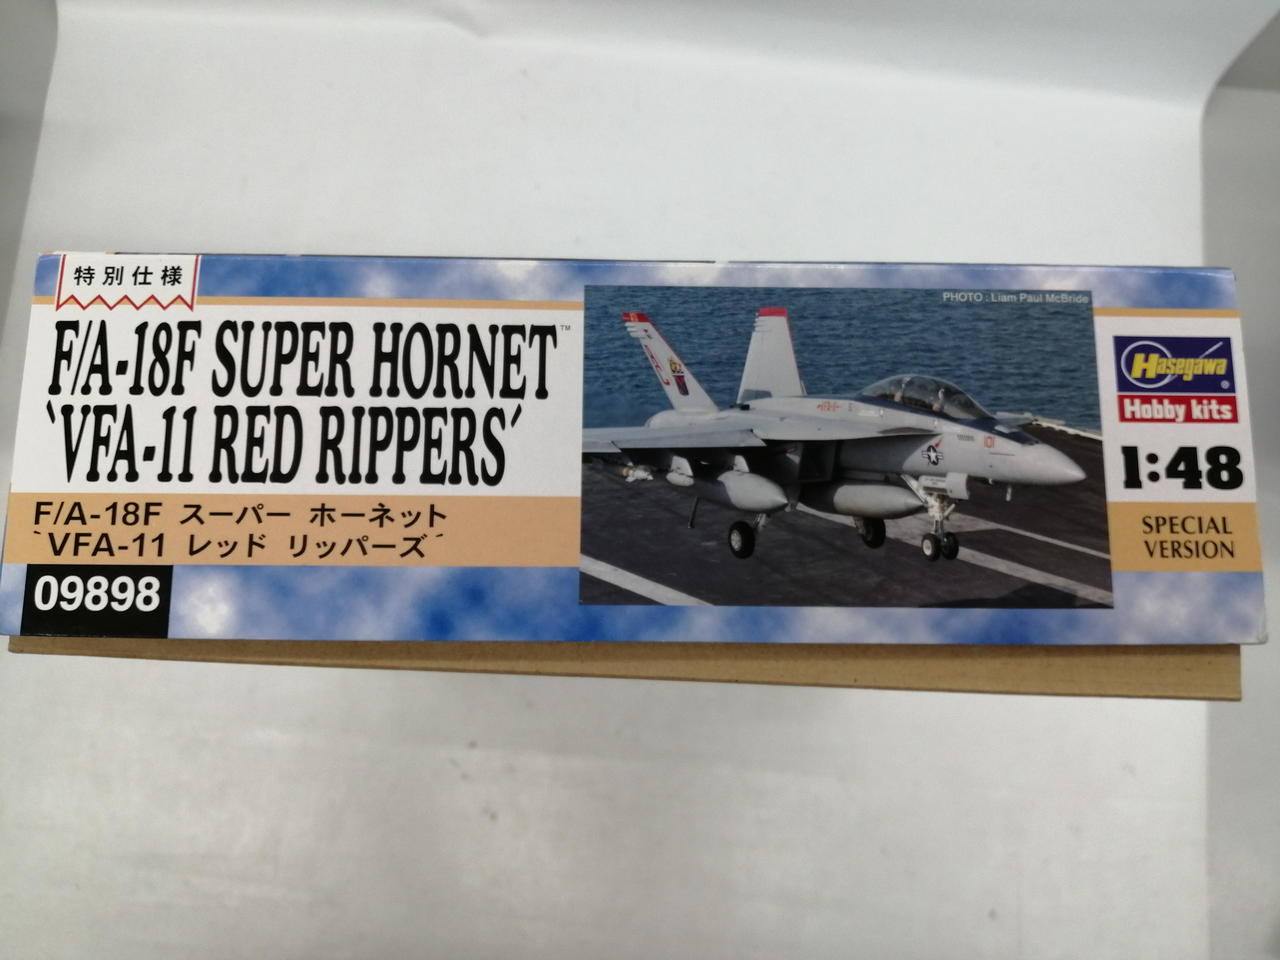 特別仕様
F/A-18F SUPER HORNET™
`VFA-11 RED RIPPERS´
F/A-18F スーパー ホーネット
`VFA-11 レッド リッパーズ´
09898
PHOTO : Liam Paul McBride
101
Hasegawa®
Hobby kits
1:48
SPECIAL
VERSION